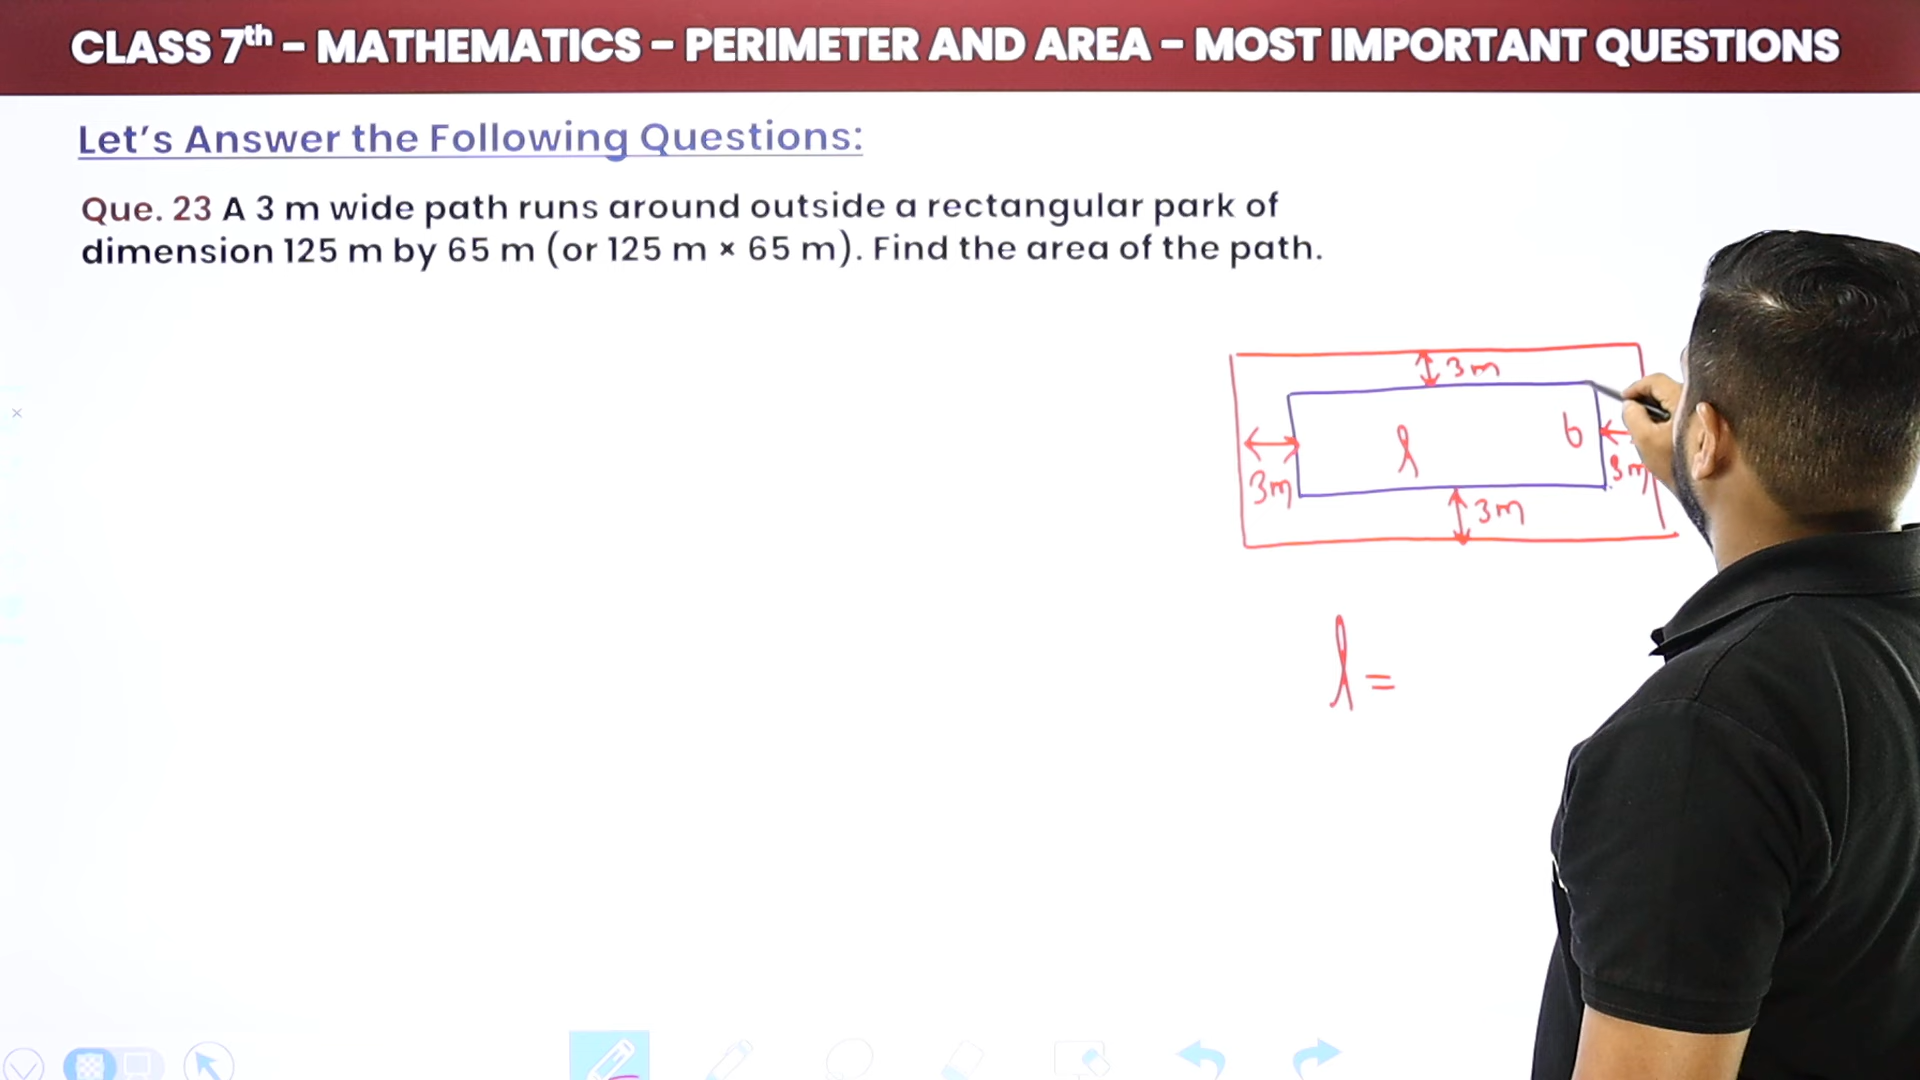 CLASS 7th – MATHEMATICS – PERIMETER AND AREA – MOST IMPORTANT QUESTIONS
Let's Answer the Following Questions:
Que. 23 A 3 m wide path runs around outside a rectangular park of
dimension 125 m by 65 m (or 125 m × 65 m). Find the area of the path.
3m
l b
3m 3m
3m
l =